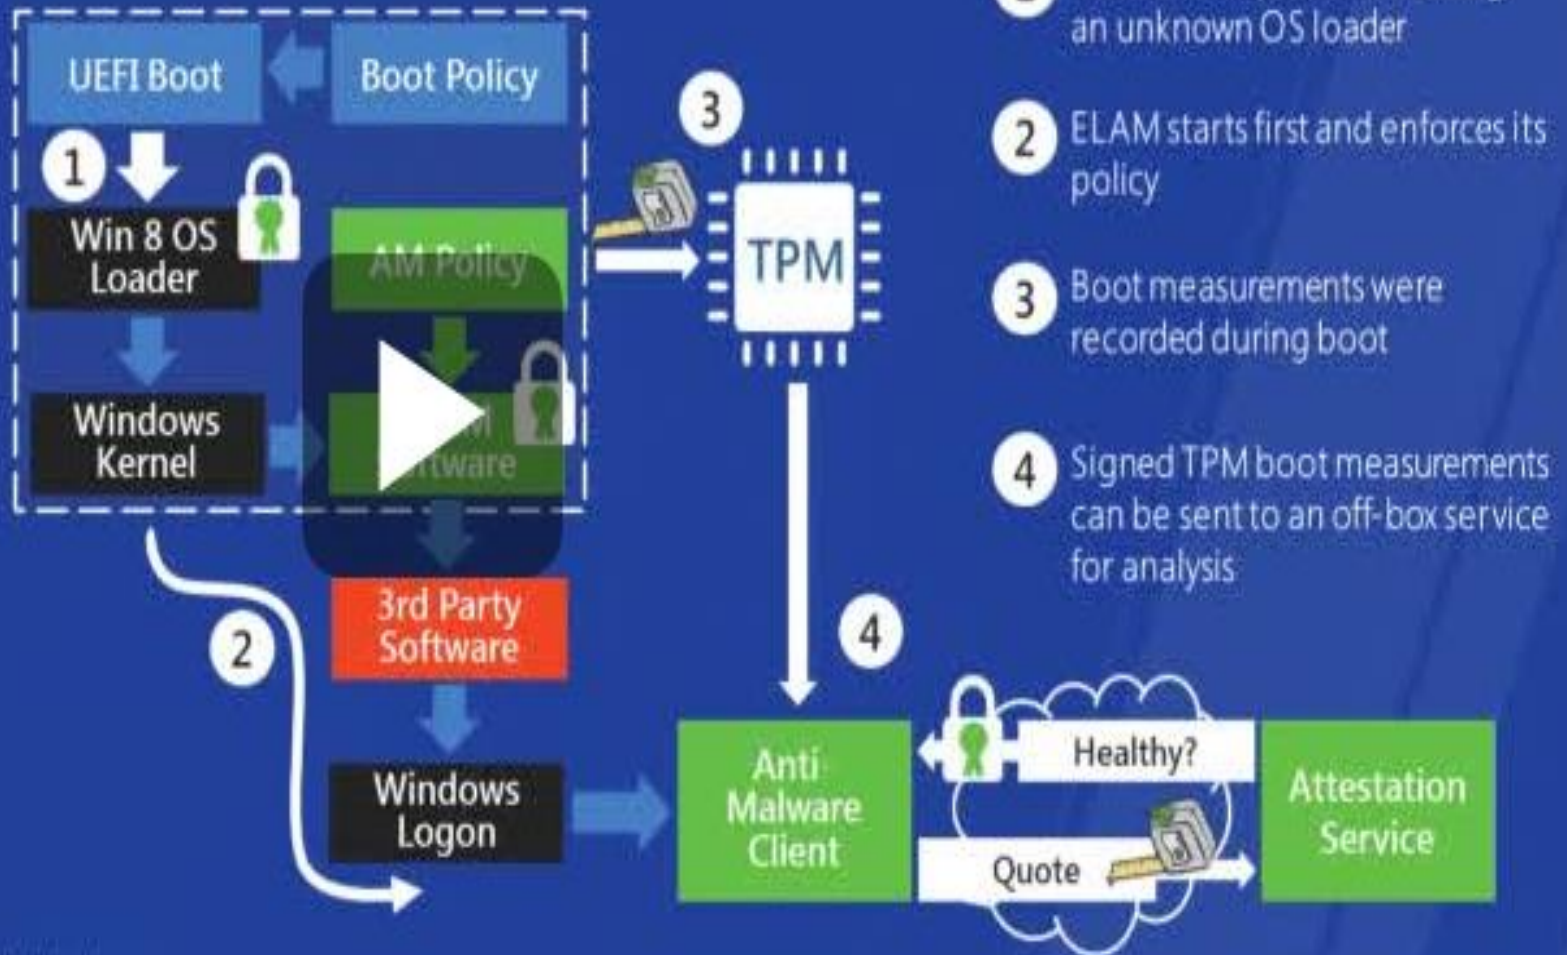 UEFI Boot
Boot Policy
1
Win 8 OS
Loader
AM Policy
Windows
Kernel
3rd Party
Software
2
Windows
Logon
3
TPM
4
Anti-
Malware
Client
Healthy?
Quote
Attestation
Service
an unknown OS loader
2
ELAM starts first and enforces its
policy
3
Boot measurements were
recorded during boot
4
Signed TPM boot measurements
can be sent to an off-box service
for analysis